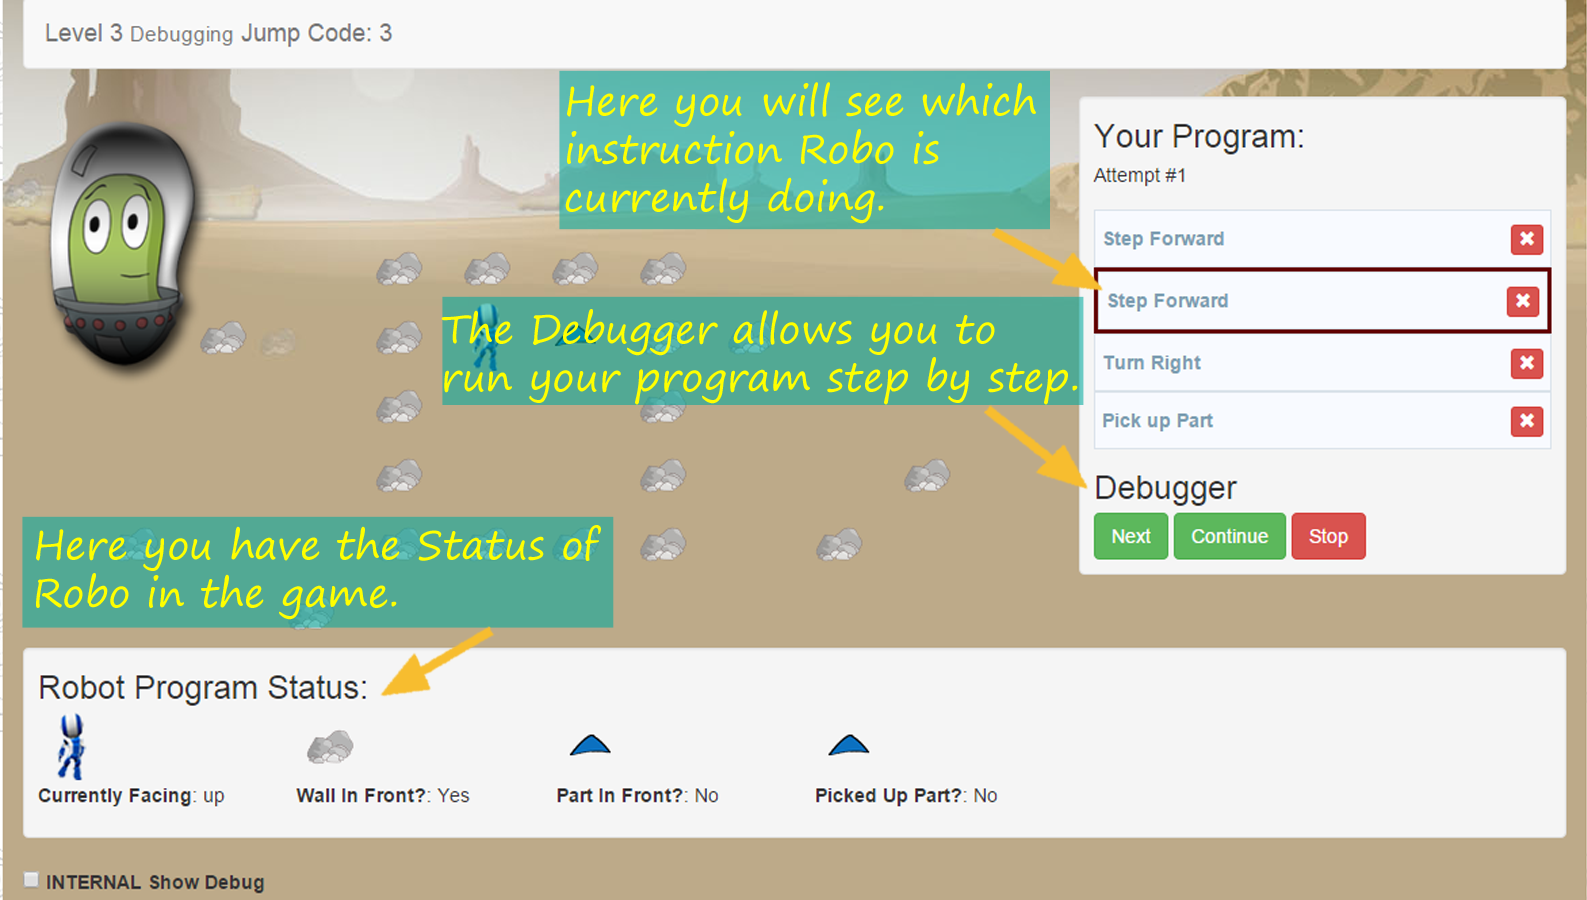 Level 3 Debugging Jump Code: 3
Here you will see which
instruction Robo is
currently doing.
Your Program:
Attempt #1
Step Forward
Step Forward
Turn Right
Pick up Part
The Debugger allows you to
run your program step by step.
Debugger
Next Continue Stop
Here you have the Status of
Robo in the game.
Robot Program Status:
Currently Facing: up Wall In Front?: Yes Part In Front?: No Picked Up Part?: No
INTERNAL Show Debug